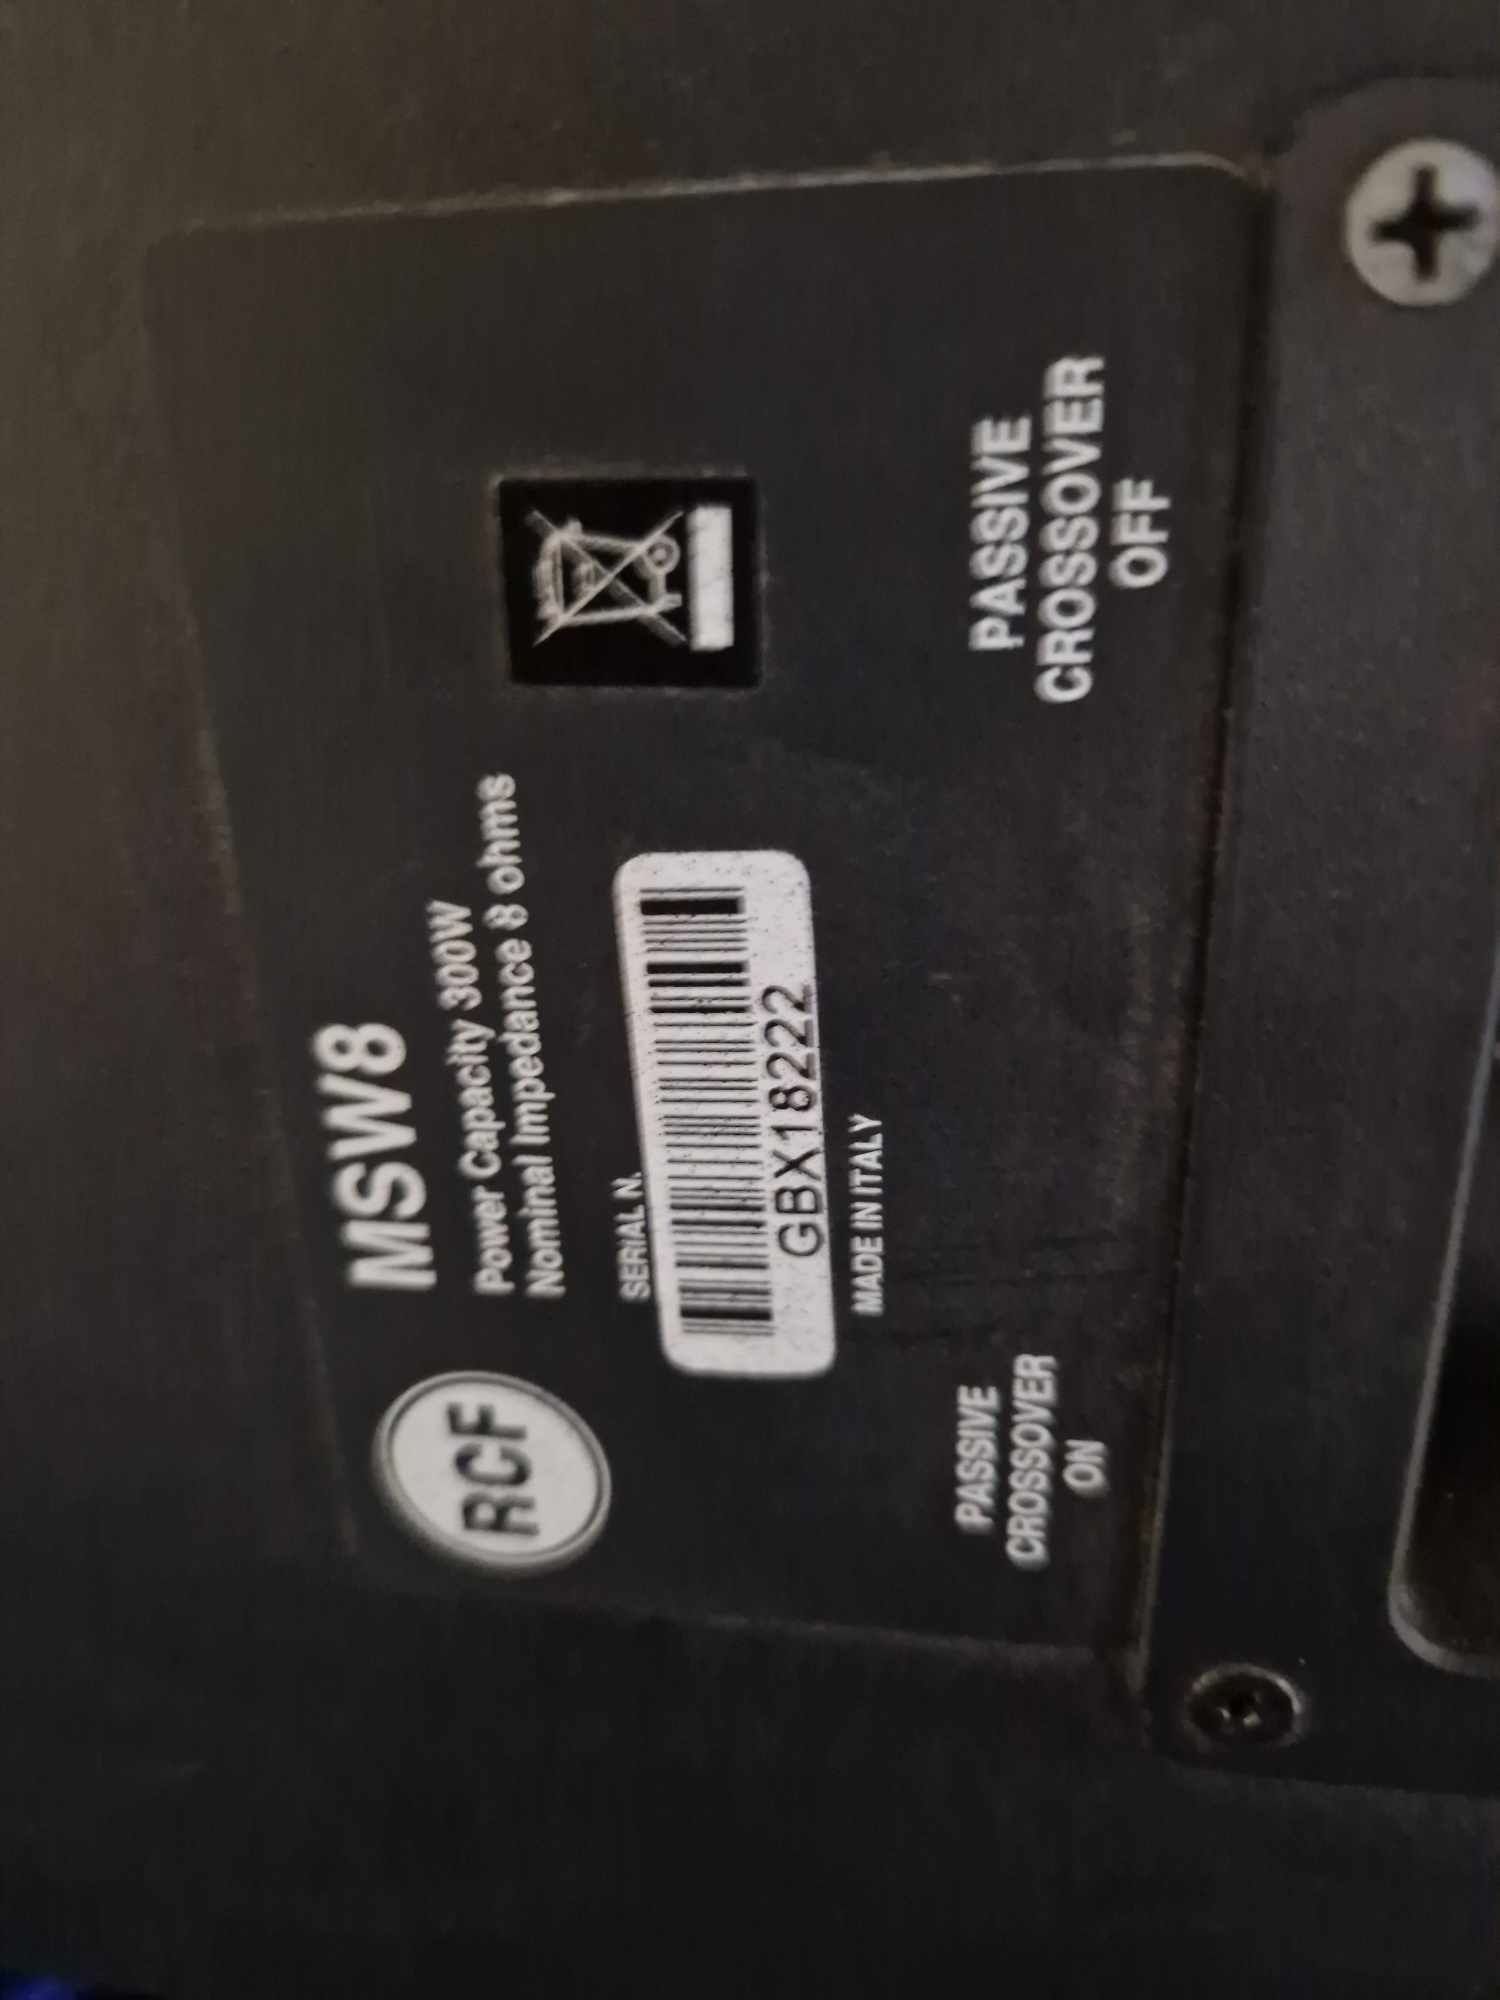 RCF
MSW8
Power Capacity 300W
Nominal Impedance 8 ohms
SERIAL N.
GBX18222
MADE IN ITALY
PASSIVE
CROSSOVER
ON
PASSIVE
CROSSOVER
OFF